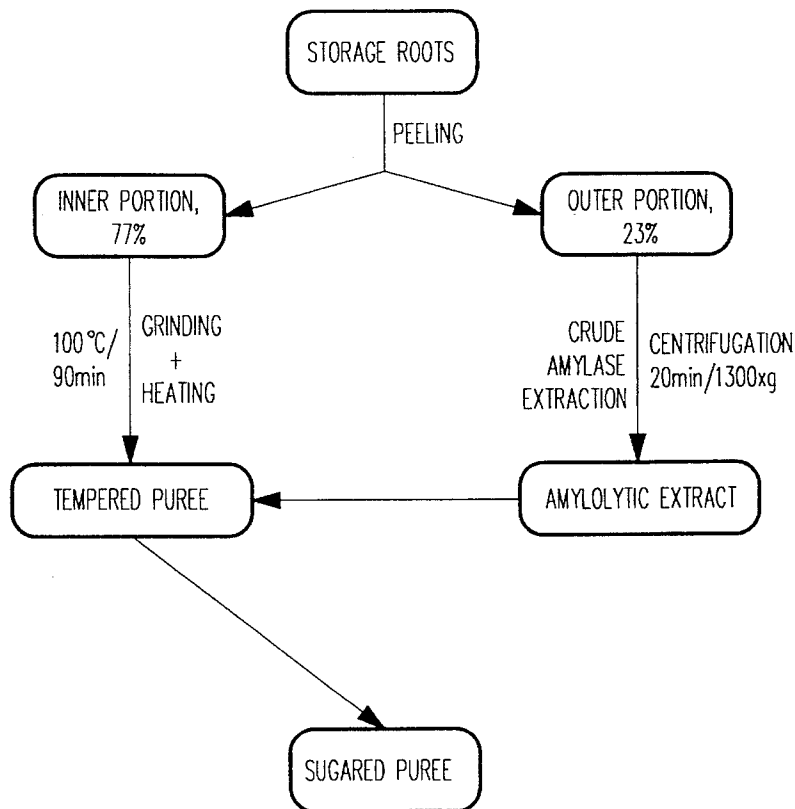 STORAGE ROOTS
PEELING
INNER PORTION,
77%
OUTER PORTION,
23%
100°C/
90min
GRINDING
+
HEATING
CRUDE
AMYLASE
EXTRACTION
CENTRIFUGATION
20min/1300xg
TEMPERED PUREE
AMYLOLYTIC EXTRACT
SUGARED PUREE